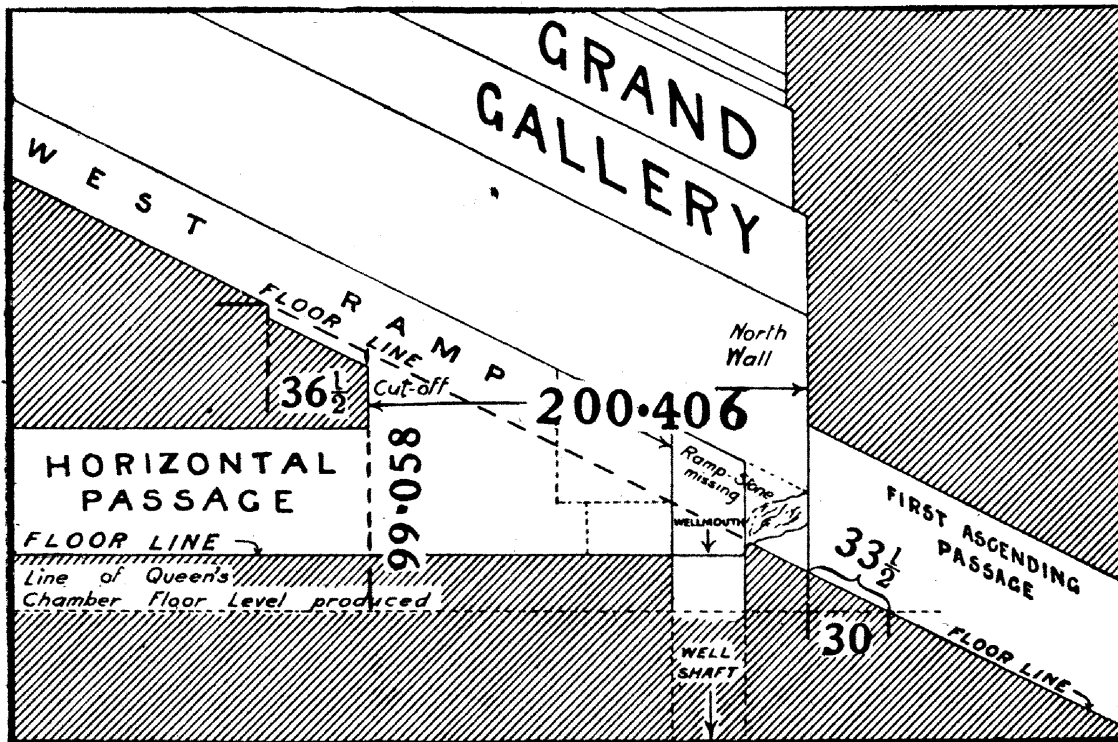 GRAND
GALLERY
WEST RAMP
FLOOR LINE
North
Wall
36½
Cut-off
200·406
99·058
HORIZONTAL
PASSAGE
FLOOR LINE
Line of Queen's
Chamber Floor Level produced
Ramp-Stone
missing
WELLMOUTH
WELL
SHAFT
FIRST ASCENDING
PASSAGE
33½
30
FLOOR LINE